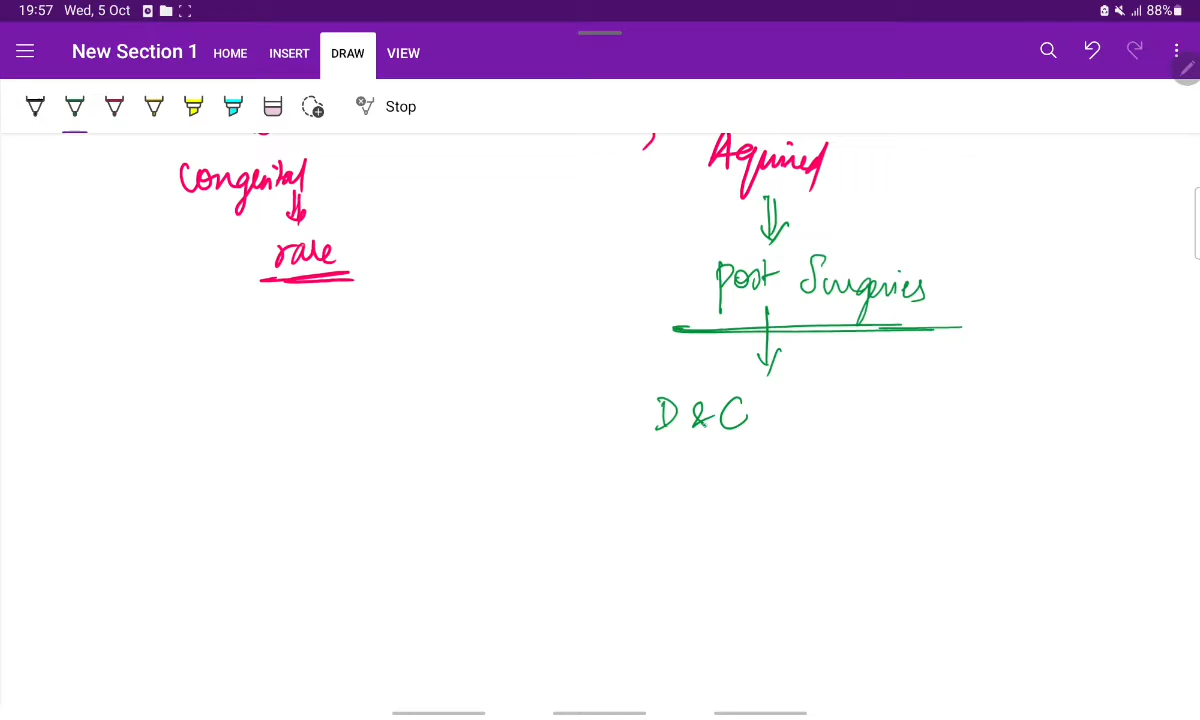 19:57 Wed, 5 Oct 88%
New Section 1 HOME INSERT DRAW VIEW
Stop
Congenital
rare
Aquired
Post Surgeries
D & C